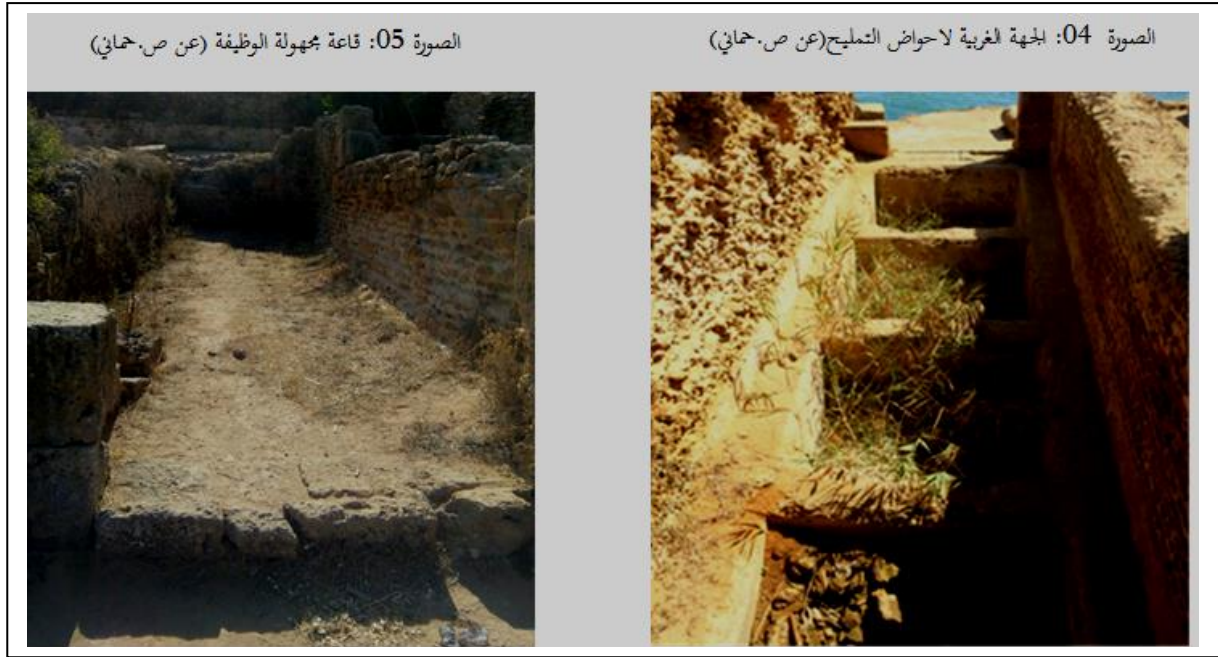 الصورة 04: الجهة الغربية لاحواض التمليح(عن ص.حماني)
الصورة 05: قاعة مجهولة الوظيفة (عن ص.حماني)